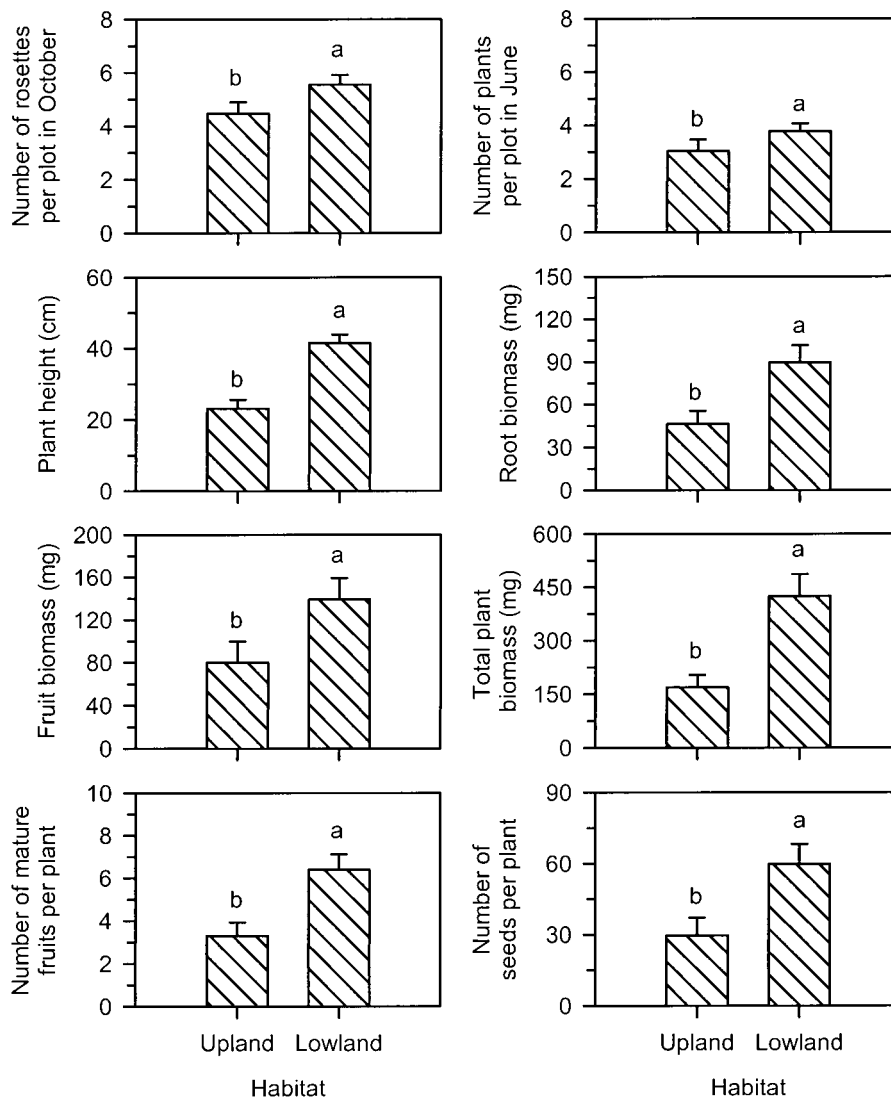 Number of rosettes
per plot in October
8
6
4
2
0
b
a
Number of plants
per plot in June
8
6
4
2
0
b
a
Plant height (cm)
60
40
20
0
b
a
Root biomass (mg)
150
120
90
60
30
0
b
a
Fruit biomass (mg)
200
160
120
80
40
0
b
a
Total plant
biomass (mg)
600
450
300
150
0
b
a
Number of mature
fruits per plant
10
8
6
4
2
0
b
a
Upland Lowland
Habitat
Number of
seeds per plant
90
60
30
0
b
a
Upland Lowland
Habitat